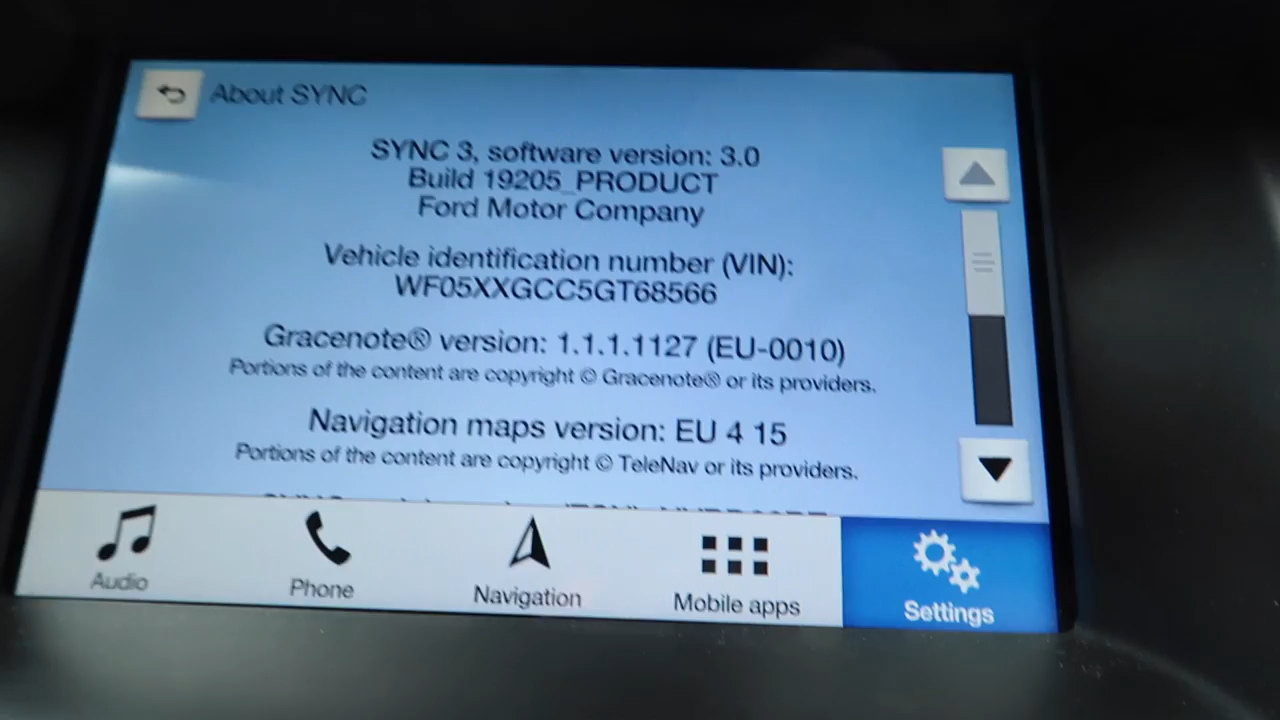 About SYNC
SYNC 3, software version: 3.0
Build 19205_PRODUCT
Ford Motor Company
Vehicle identification number (VIN):
WF05XXGCC5GT68566
Gracenote® version: 1.1.1.1127 (EU-0010)
Portions of the content are copyright © Gracenote® or its providers.
Navigation maps version: EU 4 15
Portions of the content are copyright © TeleNav or its providers.
Audio
Phone
Navigation
Mobile apps
Settings